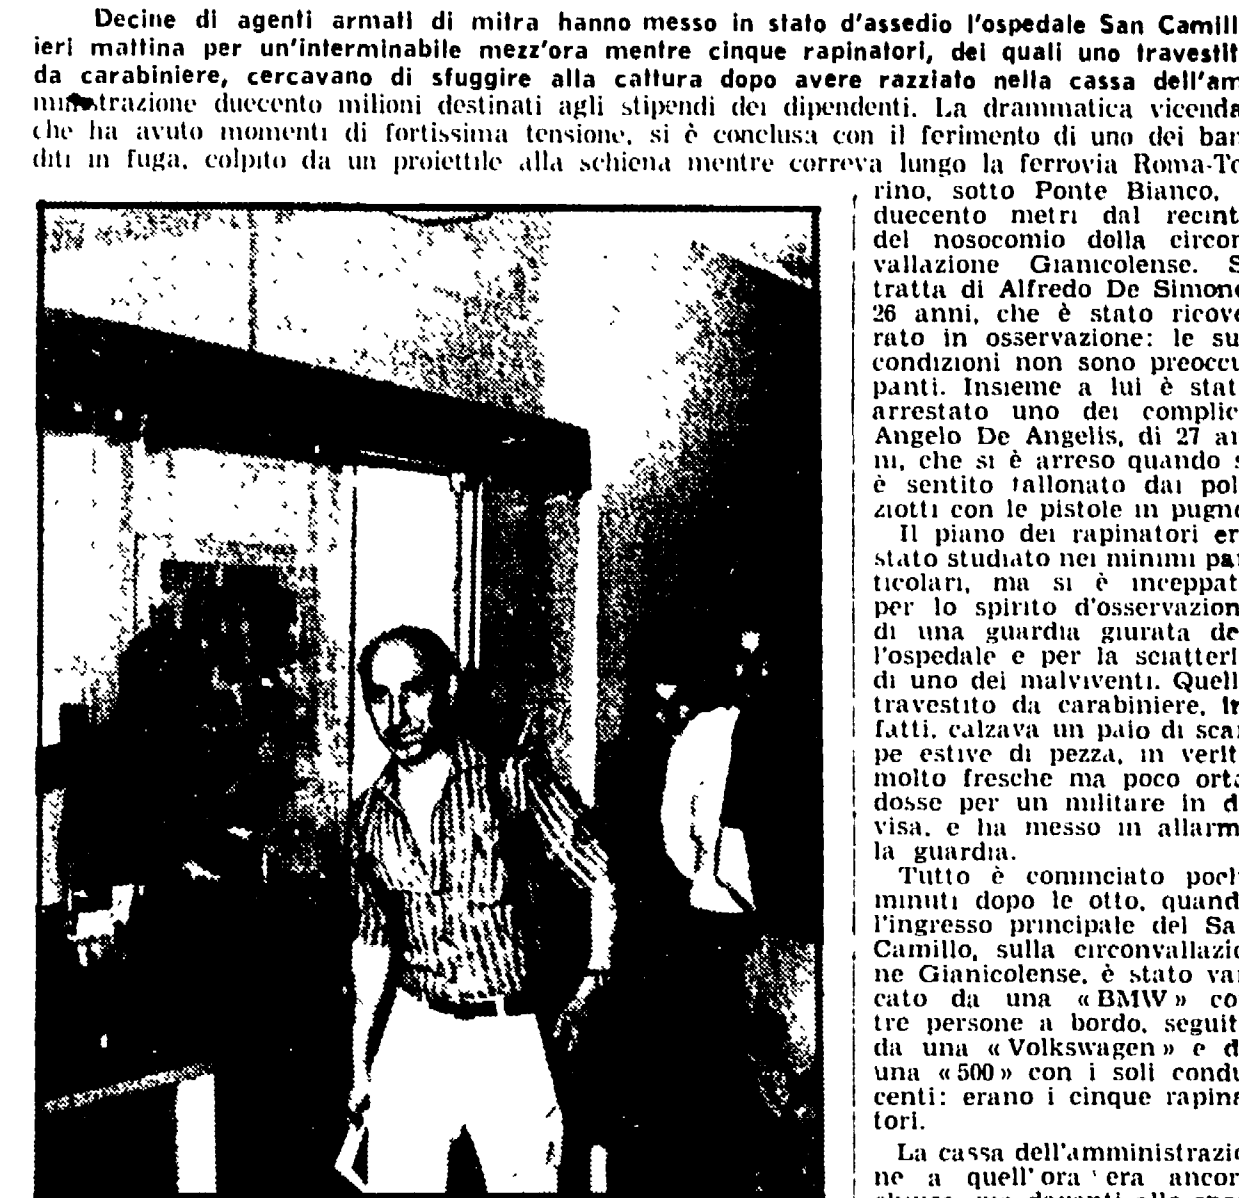 Decine di agenti armati di mitra hanno messo in stato d'assedio l'ospedale San Camill
ieri mattina per un'interminabile mezz'ora mentre cinque rapinatori, dei quali uno travestit
da carabiniere, cercavano di sfuggire alla cattura dopo avere razziato nella cassa dell'am
ministrazione duecento milioni destinati agli stipendi dei dipendenti. La drammatica vicenda
che ha avuto momenti di fortissima tensione, si è conclusa con il ferimento di uno dei ban
diti in fuga, colpito da un proiettile alla schiena mentre correva lungo la ferrovia Roma-To
rino, sotto Ponte Bianco,
duecento metri dal recint
del nosocomio dolla circon
vallazione Gianicolense. S
tratta di Alfredo De Simone
26 anni, che è stato ricove
rato in osservazione: le su
condizioni non sono preoccu
panti. Insieme a lui è stat
arrestato uno dei complic
Angelo De Angelis, di 27 an
ni, che si è arreso quando s
è sentito tallonato dai pol
ziotti con le pistole in pugno
Il piano dei rapinatori er
stato studiato nei minimi par
ticolari, ma si è inceppat
per lo spirito d'osservazion
di una guardia giurata del
l'ospedale e per la sciatteri
di uno dei malviventi. Quell
travestito da carabiniere, in
fatti, calzava un paio di scar
pe estive di pezza, in verit
molto fresche ma poco orto
dosse per un militare in di
visa, e ha messo in allarm
la guardia.
Tutto è cominciato poch
minuti dopo le otto, quand
l'ingresso principale del Sa
Camillo, sulla circonvallazio
ne Gianicolense, è stato var
cato da una « BMW » co
tre persone a bordo, seguit
da una « Volkswagen » e d
una « 500 » con i soli condu
centi: erano i cinque rapina
tori.
La cassa dell'amministrazio
ne a quell'ora era ancor